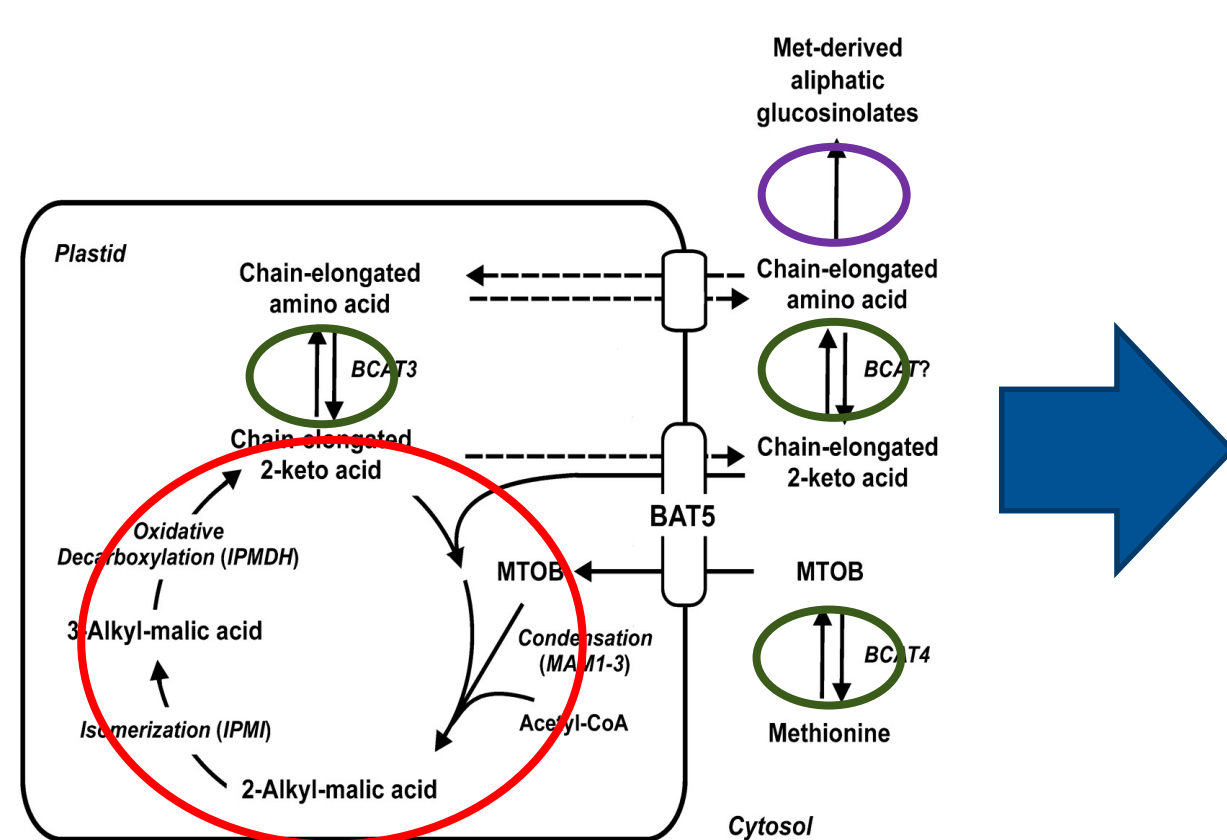 Met-derived
aliphatic
glucosinolates
Plastid
Chain-elongated
amino acid
Chain-elongated
amino acid
BCAT3
BCAT?
Chain-elongated
2-keto acid
Chain-elongated
2-keto acid
BAT5
Oxidative
Decarboxylation (IPMDH)
MTOB
MTOB
3-Alkyl-malic acid
Condensation
(MAM1-3)
BCAT4
Isomerization (IPMI)
Acetyl-CoA
Methionine
2-Alkyl-malic acid
Cytosol